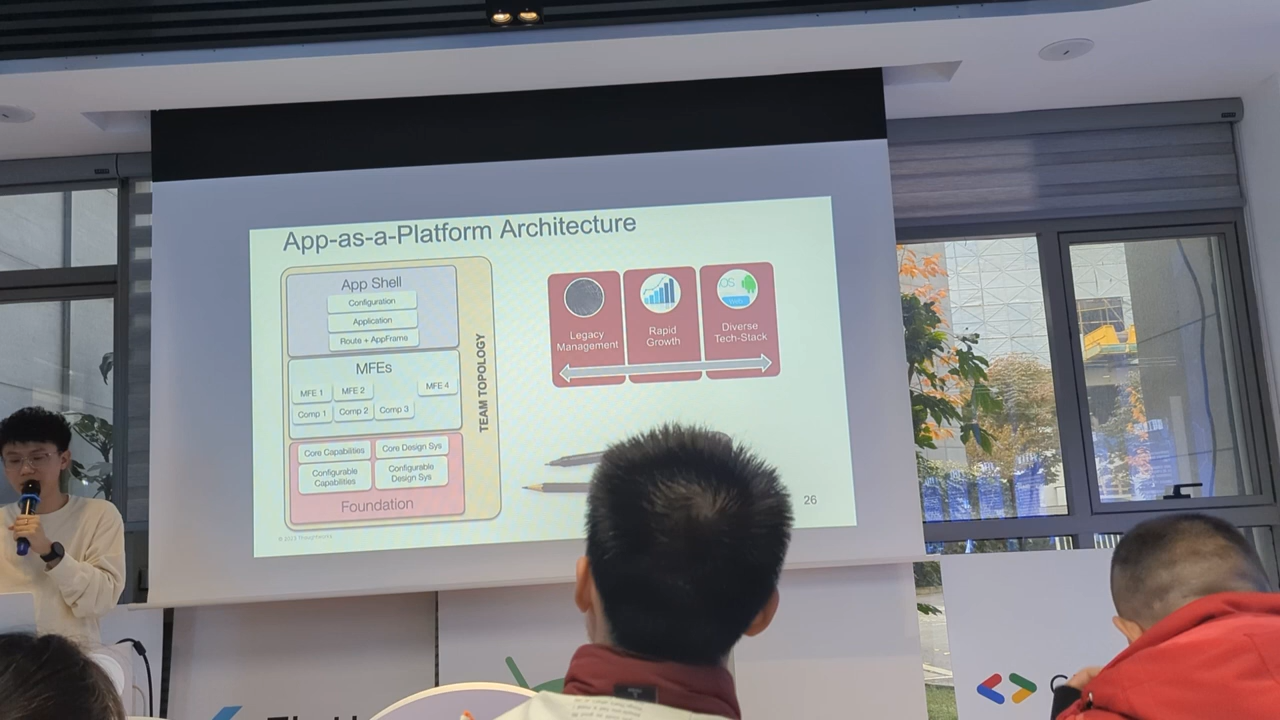 App-as-a-Platform Architecture
App Shell
Configuration
Application
Route + AppFrame
MFEs
MFE 1
MFE 2
MFE 4
Comp 1
Comp 2
Comp 3
Core Capabilities
Core Design Sys
Configurable
Capabilities
Configurable
Design Sys
Foundation
TEAM TOPOLOGY
Legacy
Management
Rapid
Growth
iOS
Web
Diverse
Tech-Stack
26